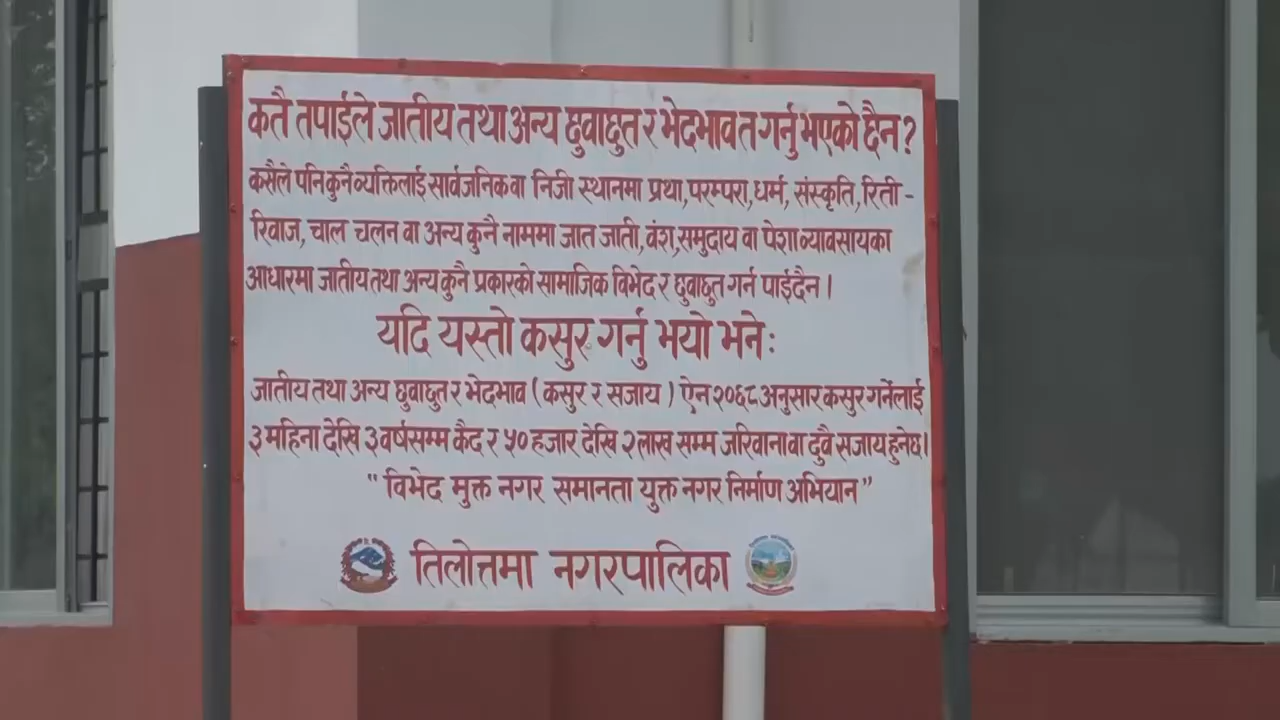 कतै तपाईले जातीय तथा अन्य छुवाछुत र भेदभाव त गर्नु भएको छैन?
कसैले पनि कुनै व्यक्तिलाई सार्वजनिक वा निजी स्थानमा प्रथा, परम्परा, धर्म, संस्कृति, रिती -
रिवाज, चाल चलन वा अन्य कुनै नाममा जात जाती, वंश, समुदाय वा पेशा व्यावसायका
आधारमा जातीय तथा अन्य कुनै प्रकारको सामाजिक विभेद र छुवाछुत गर्न पाईदैन ।
यदि यस्तो कसुर गर्नु भयो भने:
जातीय तथा अन्य छुवाछुत र भेदभाव ( कसुर र सजाय ) ऐन २०६८ अनुसार कसुर गर्नेलाई
३ महिना देखि ३ वर्षसम्म कैद र ५० हजार देखि २ लाख सम्म जरिवाना वा दुवै सजाय हुनेछ।
“ विभेद मुक्त नगर समानता युक्त नगर निर्माण अभियान ”
तिलोत्तमा नगरपालिका